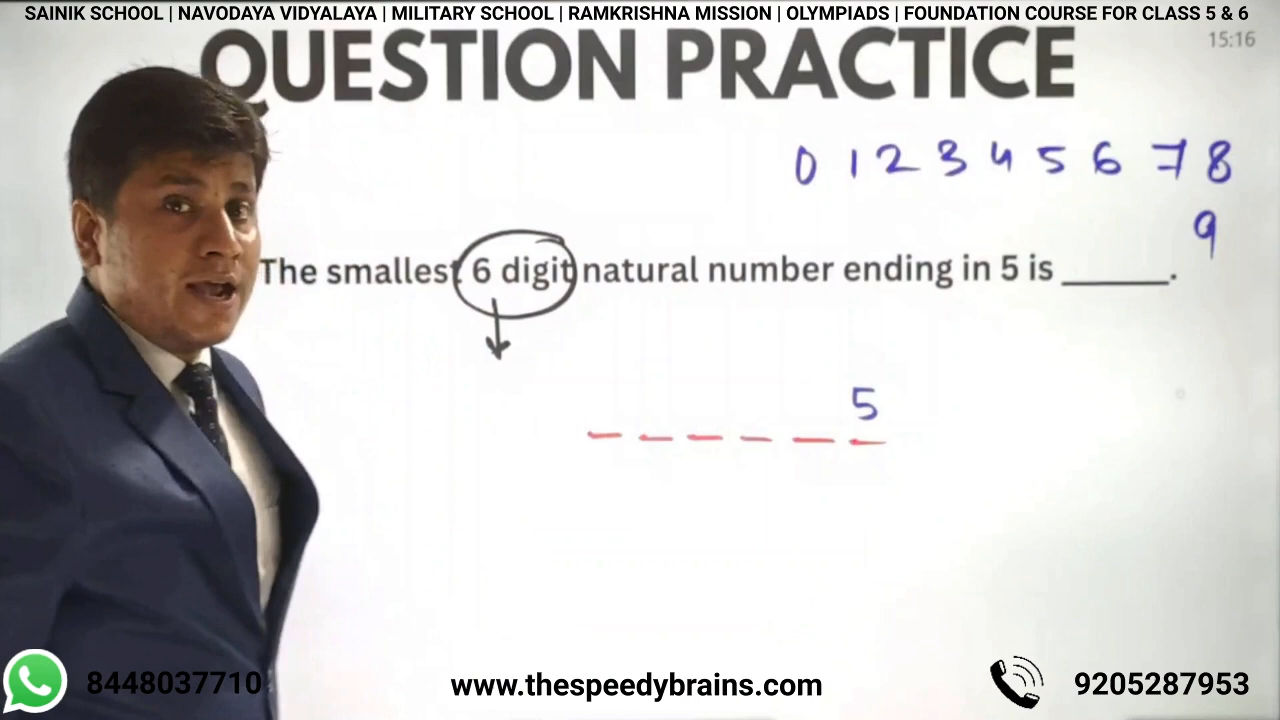 SAINIK SCHOOL | NAVODAYA VIDYALAYA | MILITARY SCHOOL | RAMKRISHNA MISSION | OLYMPIADS | FOUNDATION COURSE FOR CLASS 5 & 6
15:16
QUESTION PRACTICE
0 1 2 3 4 5 6 7 8
9
The smallest 6 digit natural number ending in 5 is ______.
5
8448037710
www.thespeedybrains.com
9205287953